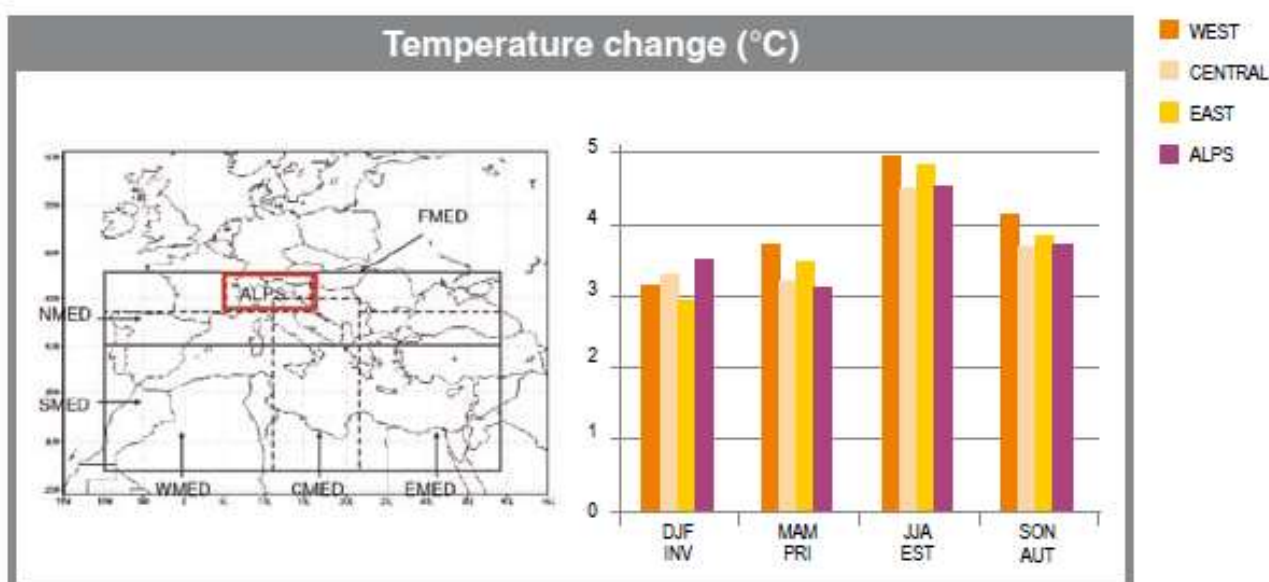 Temperature change (°C)
WEST
CENTRAL
EAST
ALPS
FMED
ALPS
NMED
SMED
WMED
CMED
EMED
5
4
3
2
1
0
DJF
INV
MAM
PRI
JJA
EST
SON
AUT